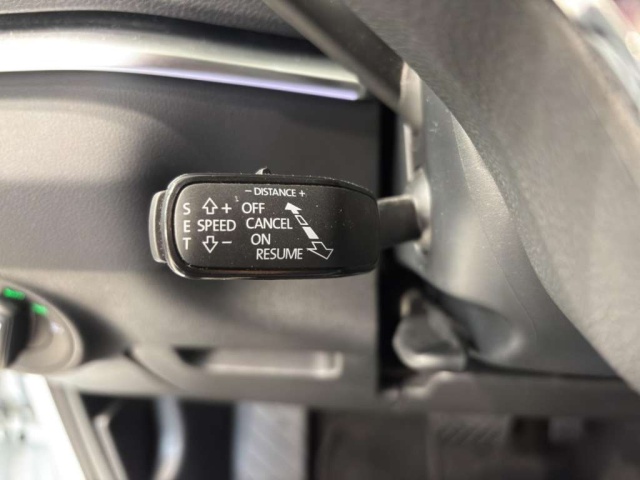 - DISTANCE +
S + OFF
E SPEED CANCEL
T - ON
RESUME